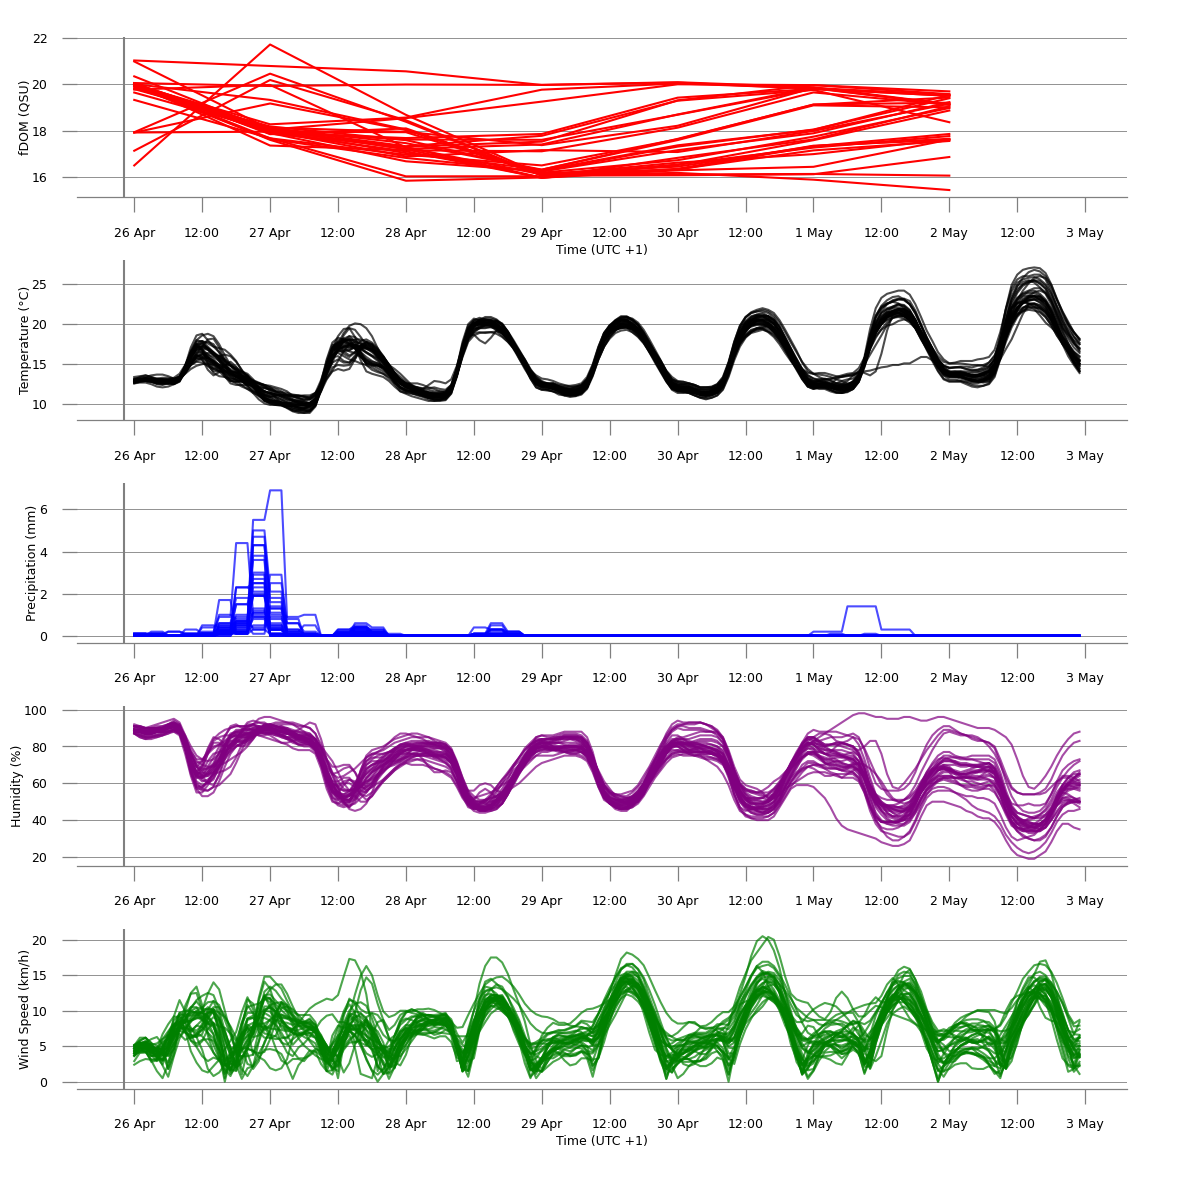 fDOM (QSU)
22
20
18
16
26 Apr 12:00 27 Apr 12:00 28 Apr 12:00 29 Apr 12:00 30 Apr 12:00 1 May 12:00 2 May 12:00 3 May
Time (UTC +1)
Temperature (°C)
25
20
15
10
26 Apr 12:00 27 Apr 12:00 28 Apr 12:00 29 Apr 12:00 30 Apr 12:00 1 May 12:00 2 May 12:00 3 May
Precipitation (mm)
6
4
2
0
26 Apr 12:00 27 Apr 12:00 28 Apr 12:00 29 Apr 12:00 30 Apr 12:00 1 May 12:00 2 May 12:00 3 May
Humidity (%)
100
80
60
40
20
26 Apr 12:00 27 Apr 12:00 28 Apr 12:00 29 Apr 12:00 30 Apr 12:00 1 May 12:00 2 May 12:00 3 May
Wind Speed (km/h)
20
15
10
5
0
26 Apr 12:00 27 Apr 12:00 28 Apr 12:00 29 Apr 12:00 30 Apr 12:00 1 May 12:00 2 May 12:00 3 May
Time (UTC +1)